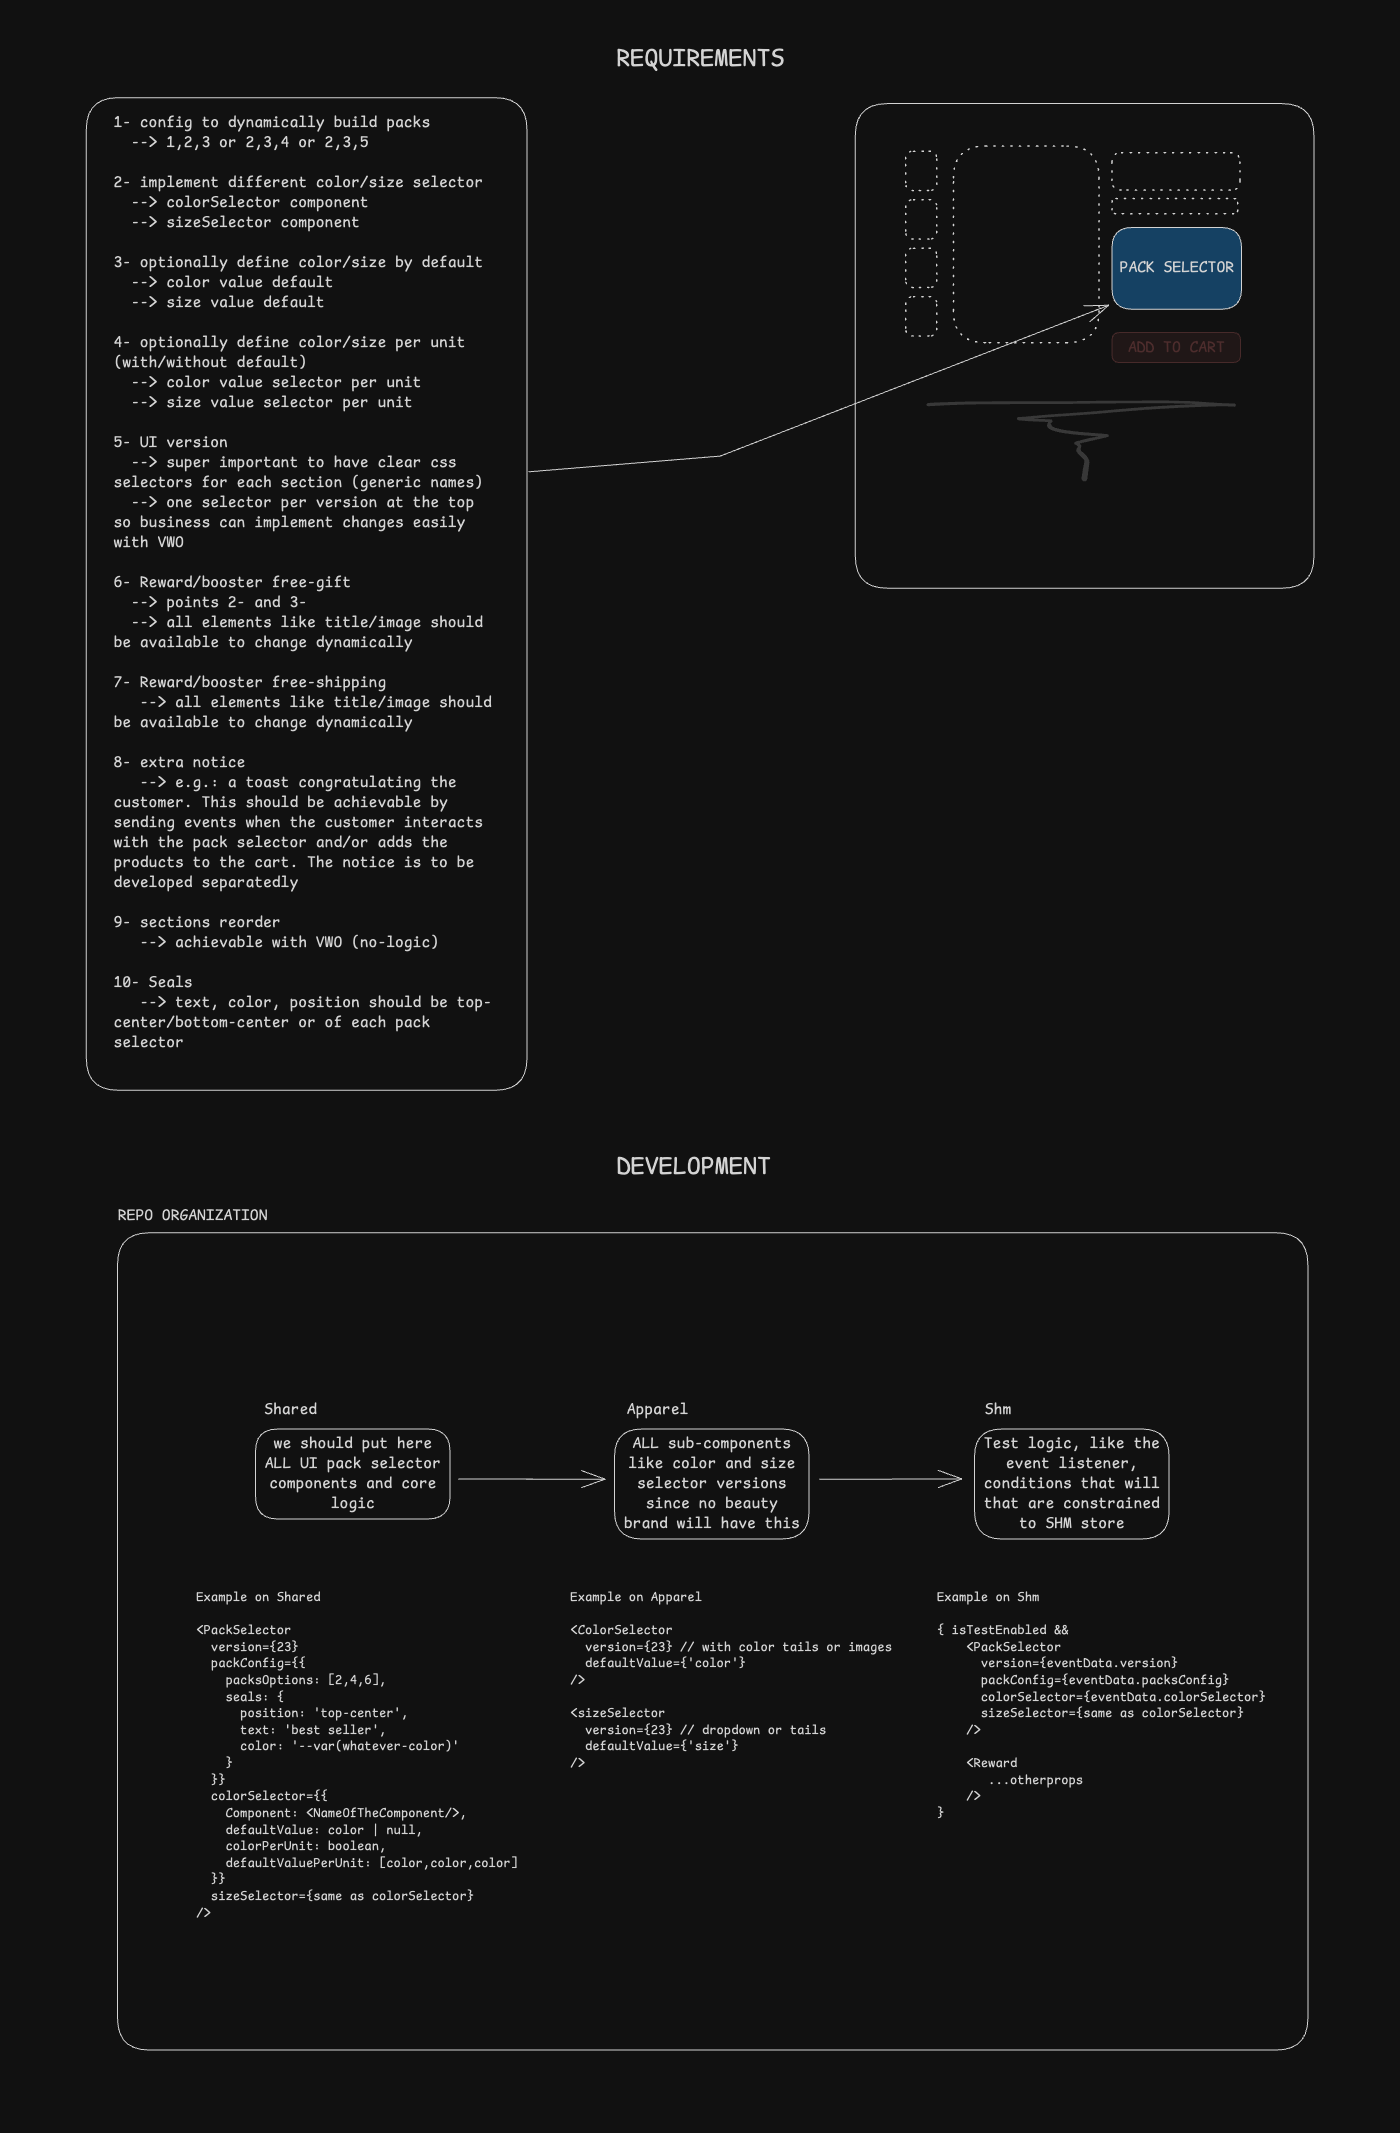 REQUIREMENTS
1- config to dynamically build packs
--> 1,2,3 or 2,3,4 or 2,3,5
2- implement different color/size selector
--> colorSelector component
--> sizeSelector component
3- optionally define color/size by default
--> color value default
--> size value default
4- optionally define color/size per unit
(with/without default)
--> color value selector per unit
--> size value selector per unit
5- UI version
--> super important to have clear css
selectors for each section (generic names)
--> one selector per version at the top
so business can implement changes easily
with VWO
6- Reward/booster free-gift
--> points 2- and 3-
--> all elements like title/image should
be available to change dynamically
7- Reward/booster free-shipping
--> all elements like title/image should
be available to change dynamically
8- extra notice
--> e.g.: a toast congratulating the
customer. This should be achievable by
sending events when the customer interacts
with the pack selector and/or adds the
products to the cart. The notice is to be
developed separatedly
9- sections reorder
--> achievable with VWO (no-logic)
10- Seals
--> text, color, position should be top-
center/bottom-center or of each pack
selector
PACK SELECTOR
ADD TO CART
DEVELOPMENT
REPO ORGANIZATION
Shared
we should put here
ALL UI pack selector
components and core
logic
Apparel
ALL sub-components
like color and size
selector versions
since no beauty
brand will have this
Shm
Test logic, like the
event listener,
conditions that will
that are constrained
to SHM store
Example on Shared
<PackSelector
version={23}
packConfig={{
packsOptions: [2,4,6],
seals: {
position: 'top-center',
text: 'best seller',
color: '--var(whatever-color)'
}
}}
colorSelector={{
Component: <NameOfTheComponent/>,
defaultValue: color | null,
colorPerUnit: boolean,
defaultValuePerUnit: [color,color,color]
}}
sizeSelector={same as colorSelector}
/>
Example on Apparel
<ColorSelector
version={23} // with color tails or images
defaultValue={'color'}
/>
<sizeSelector
version={23} // dropdown or tails
defaultValue={'size'}
/>
Example on Shm
{ isTestEnabled &&
<PackSelector
version={eventData.version}
packConfig={eventData.packsConfig}
colorSelector={eventData.colorSelector}
sizeSelector={same as colorSelector}
/>
<Reward
...otherprops
/>
}